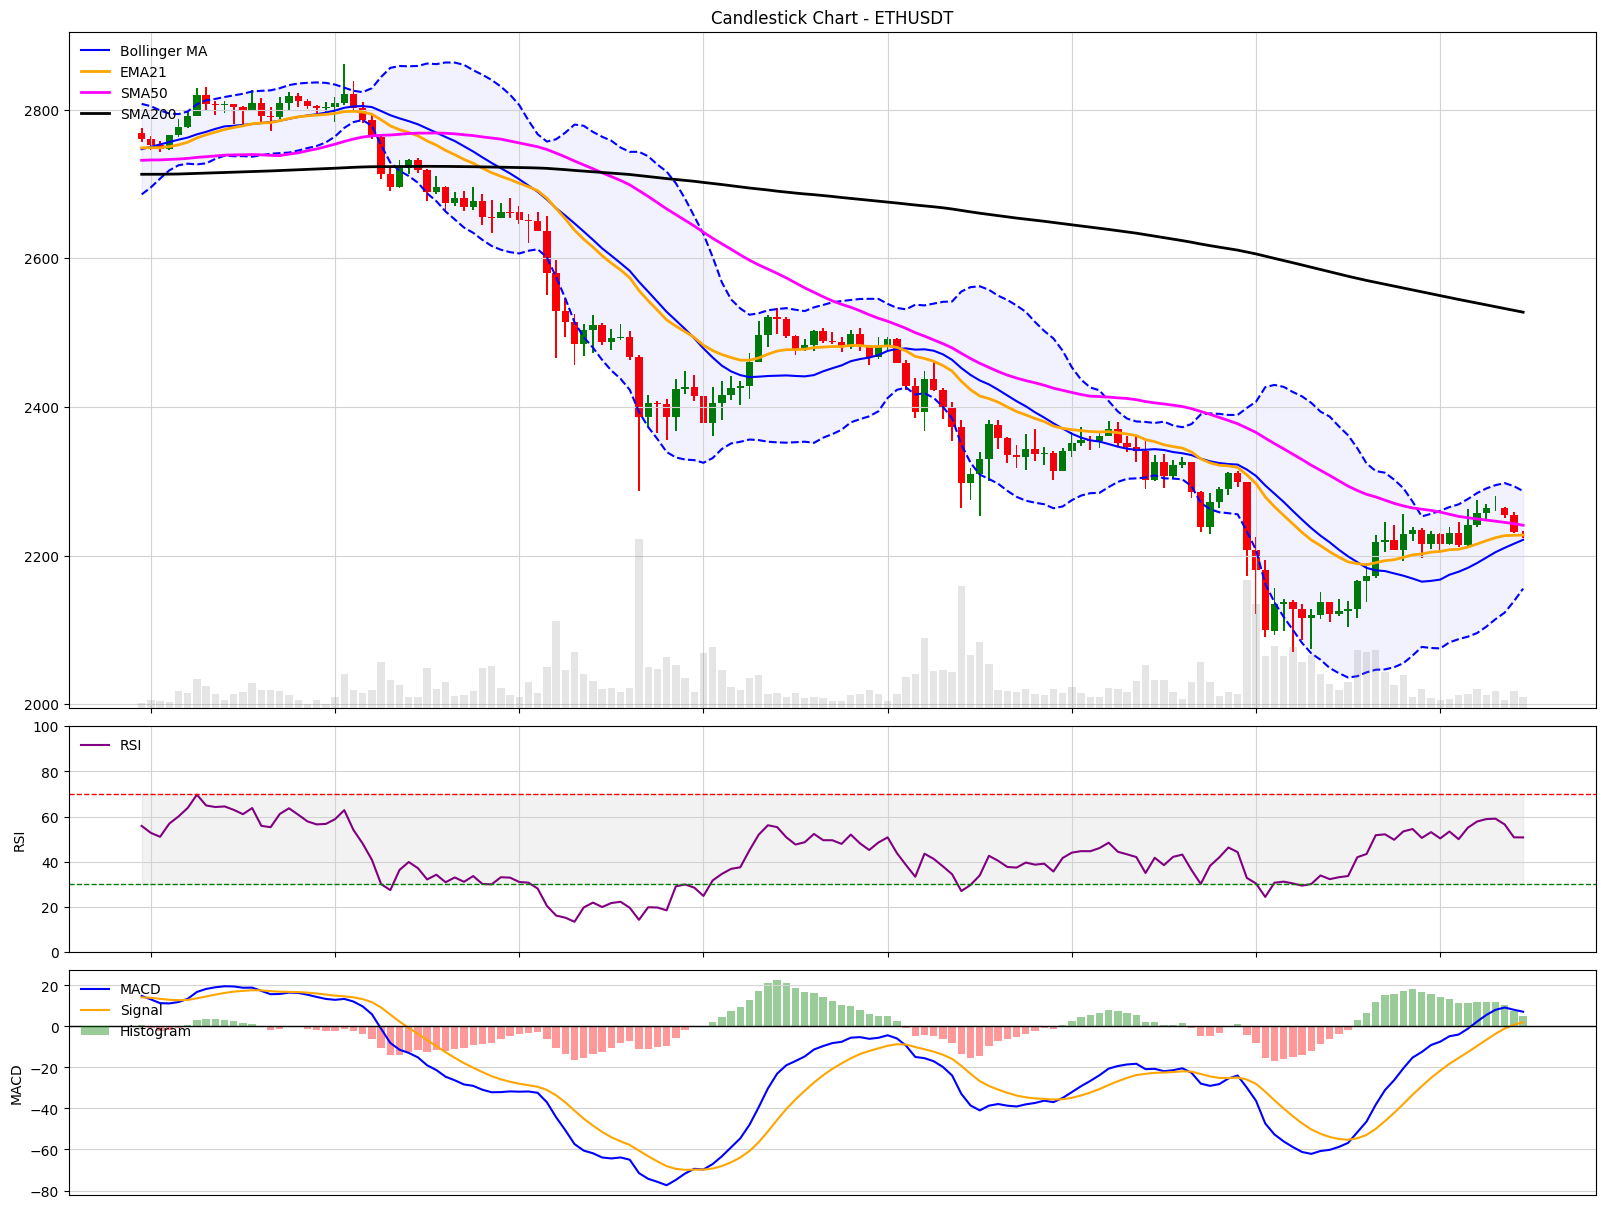 Candlestick Chart - ETHUSDT
Bollinger MA
EMA21
SMA50
SMA200
2800
2600
2400
2200
2000
100
80
60
40
20
0
RSI
RSI
20
0
−20
−40
−60
−80
MACD
MACD
Signal
Histogram